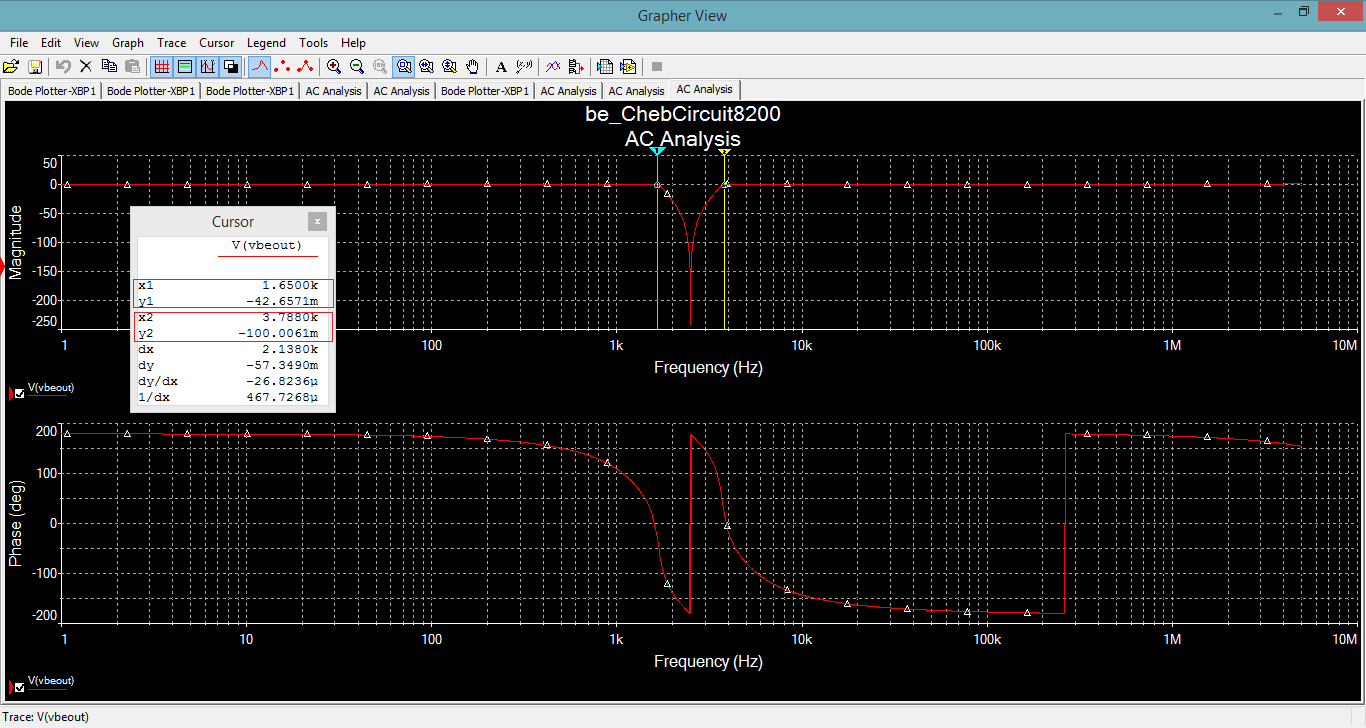 Grapher View
File Edit View Graph Trace Cursor Legend Tools Help
A
Bode Plotter-XBP1 Bode Plotter-XBP1 Bode Plotter-XBP1 AC Analysis AC Analysis Bode Plotter-XBP1 AC Analysis AC Analysis AC Analysis
be_ChebCircuit8200
AC Analysis
1 2
Magnitude
50
0
-50
-100
-150
-200
-250
1 100 1k 10k 100k 1M 10M
Frequency (Hz)
V(vbeout)
Cursor x
V(vbeout)
x1 1.6500k
y1 -42.6571m
x2 3.7880k
y2 -100.0061m
dx 2.1380k
dy -57.3490m
dy/dx -26.8236µ
1/dx 467.7268µ
Phase (deg)
200
100
0
-100
-200
1 10 100 1k 10k 100k 1M 10M
Frequency (Hz)
V(vbeout)
Trace: V(vbeout)